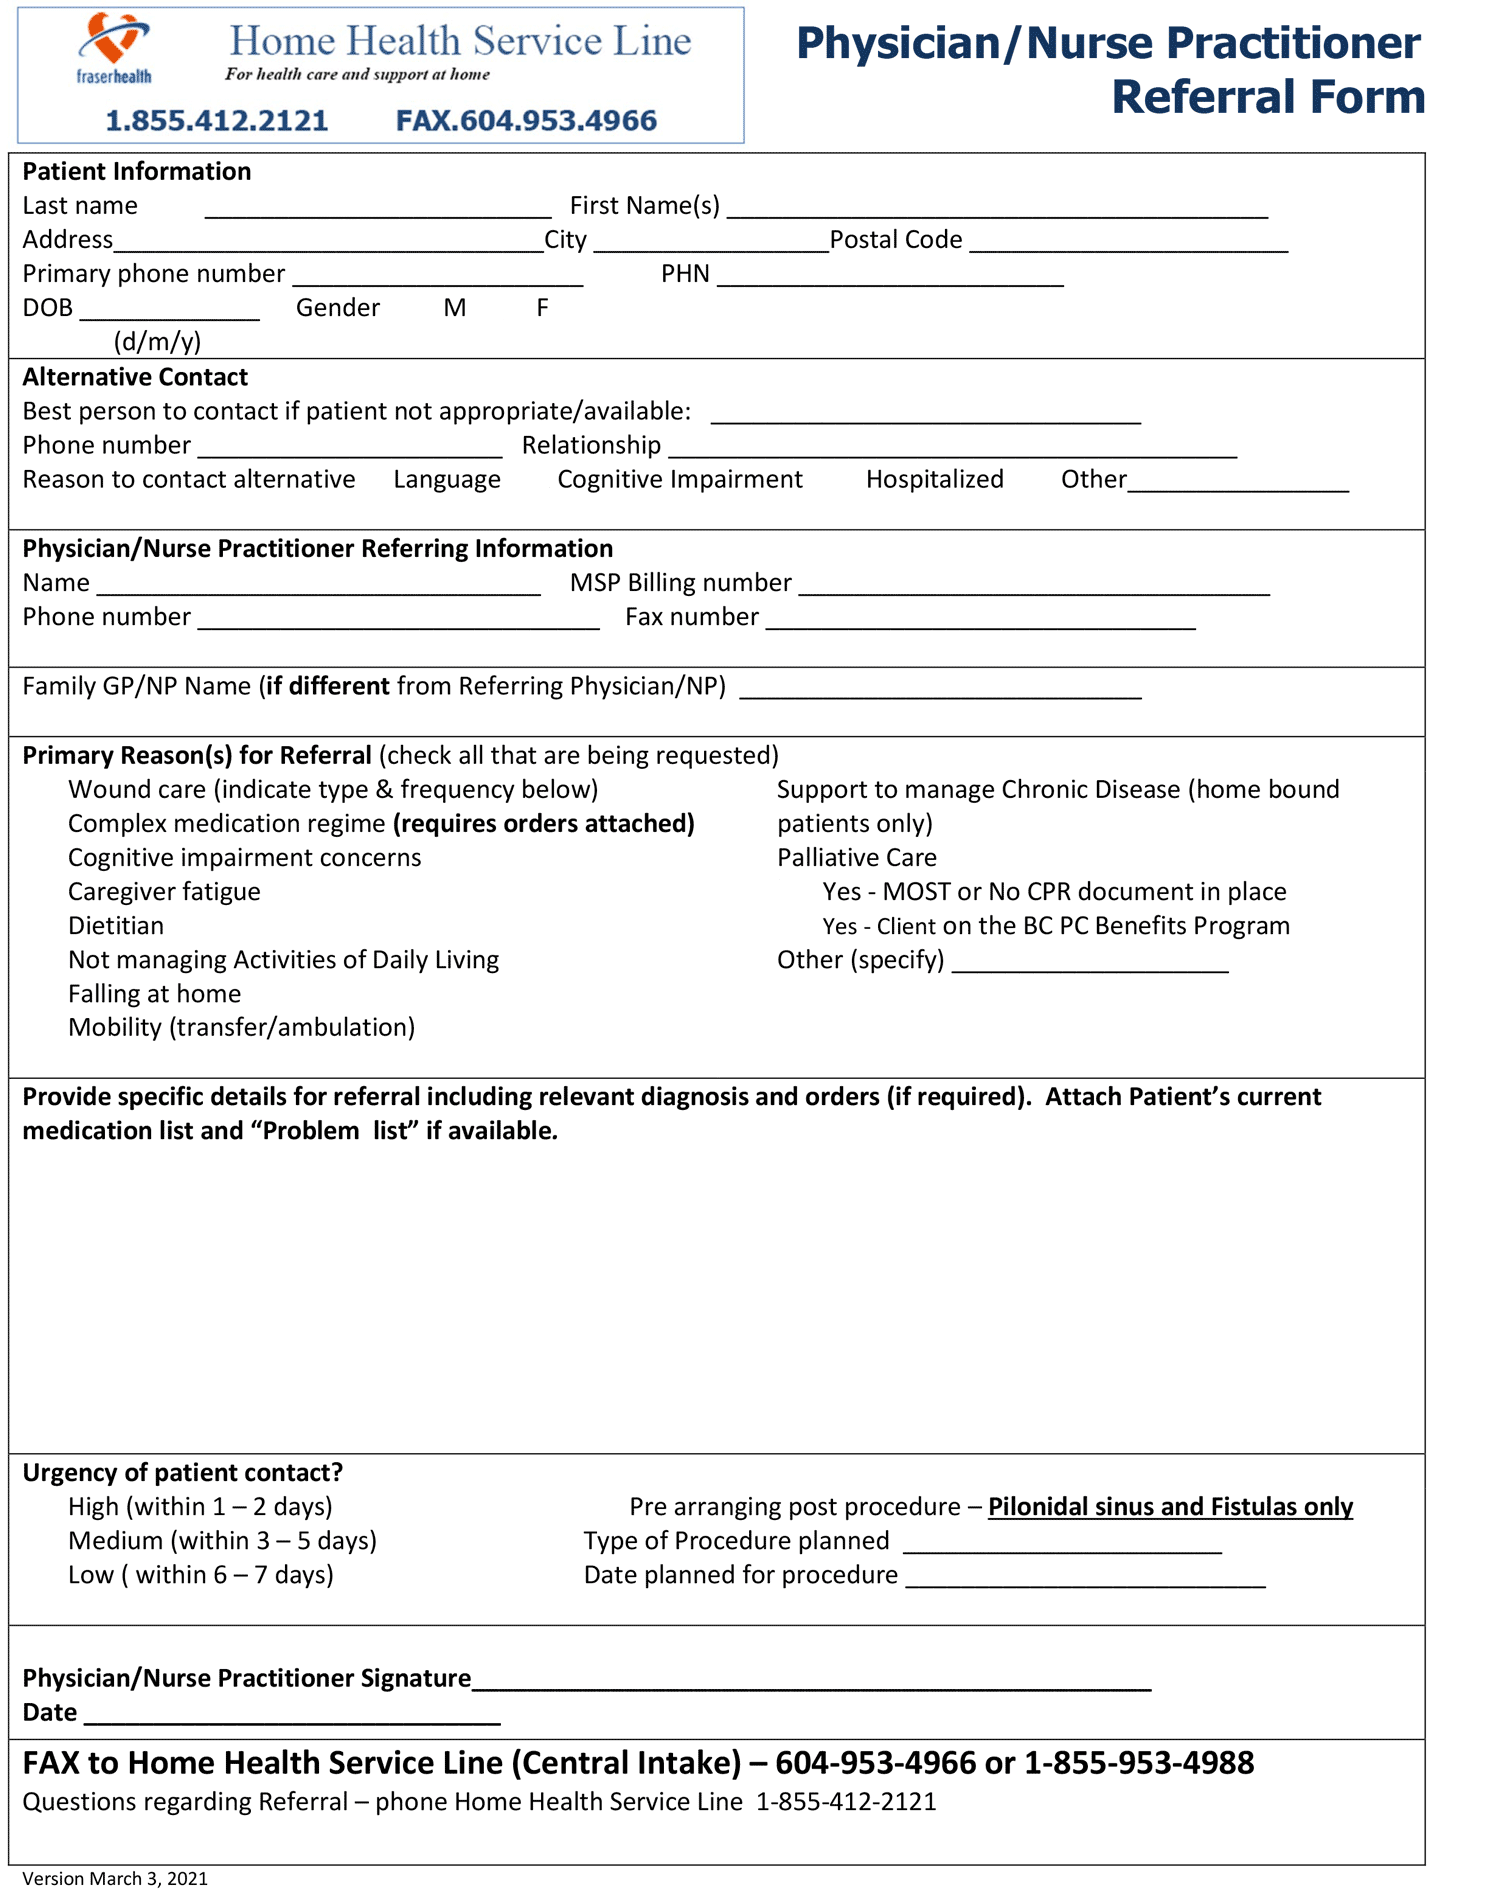 fraserhealth
Home Health Service Line
For health care and support at home
1.855.412.2121 FAX.604.953.4966
Physician/Nurse Practitioner
Referral Form
Patient Information
Last name _________________________ First Name(s) _______________________________________
Address_______________________________City _________________Postal Code _______________________
Primary phone number _____________________ PHN _________________________
DOB _____________ Gender M F
(d/m/y)
Alternative Contact
Best person to contact if patient not appropriate/available: _______________________________
Phone number ______________________ Relationship _________________________________________
Reason to contact alternative Language Cognitive Impairment Hospitalized Other________________
Physician/Nurse Practitioner Referring Information
Name ________________________________ MSP Billing number __________________________________
Phone number _____________________________ Fax number _______________________________
Family GP/NP Name (if different from Referring Physician/NP) _____________________________
Primary Reason(s) for Referral (check all that are being requested)
Wound care (indicate type & frequency below)
Complex medication regime (requires orders attached)
Cognitive impairment concerns
Caregiver fatigue
Dietitian
Not managing Activities of Daily Living
Falling at home
Mobility (transfer/ambulation)
Support to manage Chronic Disease (home bound
patients only)
Palliative Care
Yes - MOST or No CPR document in place
Yes - Client on the BC PC Benefits Program
Other (specify) ____________________
Provide specific details for referral including relevant diagnosis and orders (if required). Attach Patient’s current
medication list and “Problem list” if available.
Urgency of patient contact?
High (within 1 – 2 days)
Medium (within 3 – 5 days)
Low ( within 6 – 7 days)
Pre arranging post procedure – Pilonidal sinus and Fistulas only
Type of Procedure planned _______________________
Date planned for procedure __________________________
Physician/Nurse Practitioner Signature_________________________________________________
Date ______________________________
FAX to Home Health Service Line (Central Intake) – 604-953-4966 or 1-855-953-4988
Questions regarding Referral – phone Home Health Service Line 1-855-412-2121
Version March 3, 2021